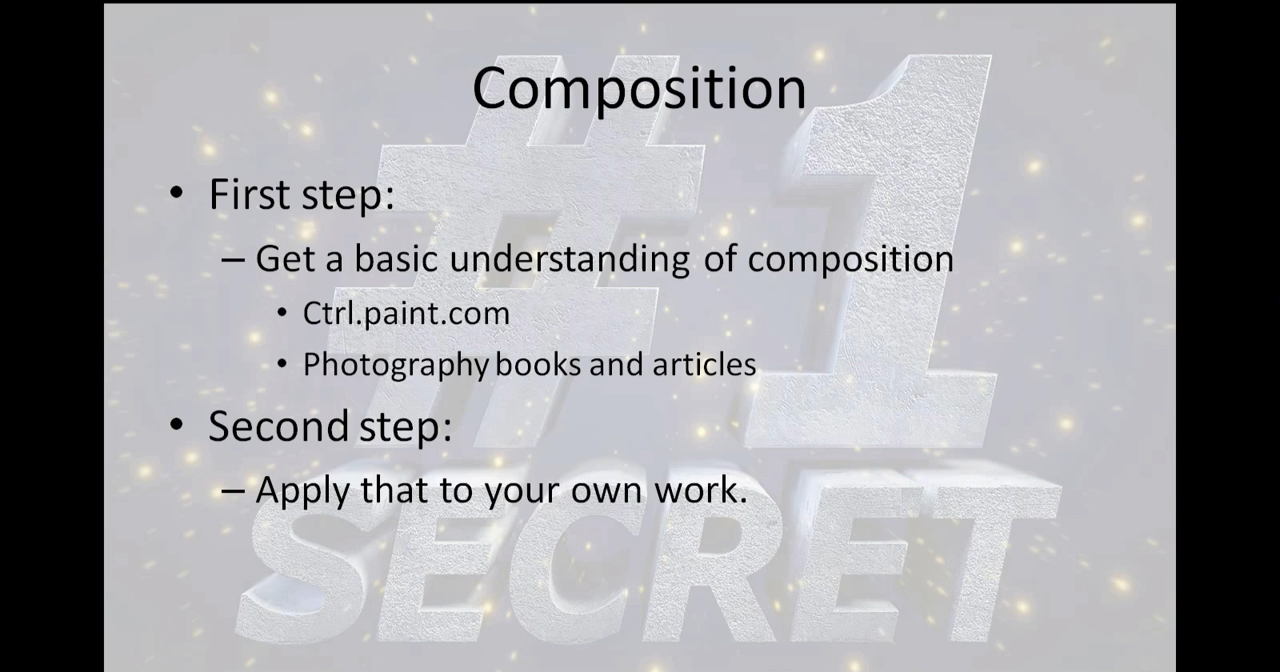 Composition
• First step:
– Get a basic understanding of composition
• Ctrl.paint.com
• Photography books and articles
• Second step:
– Apply that to your own work.
#1
SECRET